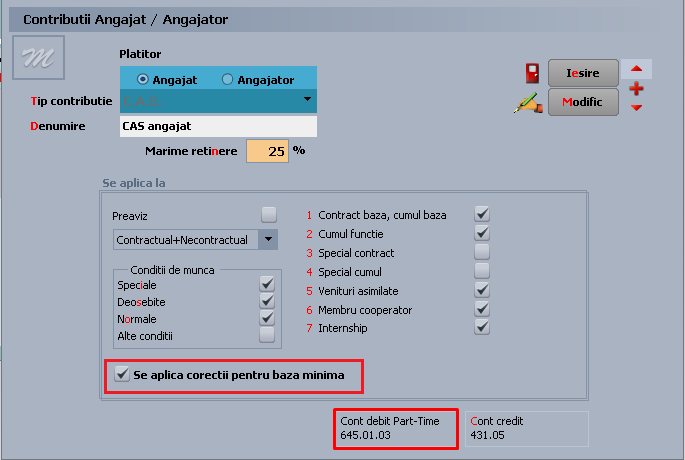 Contributii Angajat / Angajator
Platitor
Angajat Angajator
Tip contributie
Denumire CAS angajat
Marime retinere 25 %
Iesire
Modific
Se aplica la
Preaviz
Contractual+Necontractual
Conditii de munca
Speciale
Deosebite
Normale
Alte conditii
1 Contract baza, cumul baza
2 Cumul functie
3 Special contract
4 Special cumul
5 Venituri asimilate
6 Membru cooperator
7 Internship
Se aplica corectii pentru baza minima
Cont debit Part-Time
645.01.03
Cont credit
431.05